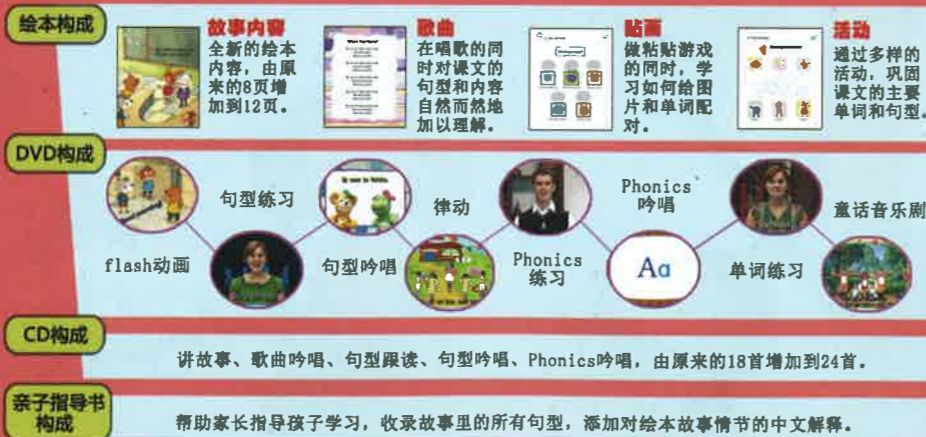 绘本构成
故事内容
全新的绘本
内容，由原
来的8页增
加到12页。
歌曲
在唱歌的同
时对课文的
句型和内容
自然而然地
加以理解。
贴画
做粘贴游戏
的同时，学
习如何给图
片和单词配
对。
活动
通过多样的
活动，巩固
课文的主要
单词和句型。
DVD构成
flash动画
句型练习
句型吟唱
律动
Phonics
练习
Phonics
吟唱
Aa
单词练习
童话音乐剧
CD构成
讲故事、歌曲吟唱、句型跟读、句型吟唱、Phonics吟唱，由原来的18首增加到24首。
亲子指导书
构成
帮助家长指导孩子学习，收录故事里的所有句型，添加对绘本故事情节的中文解释。